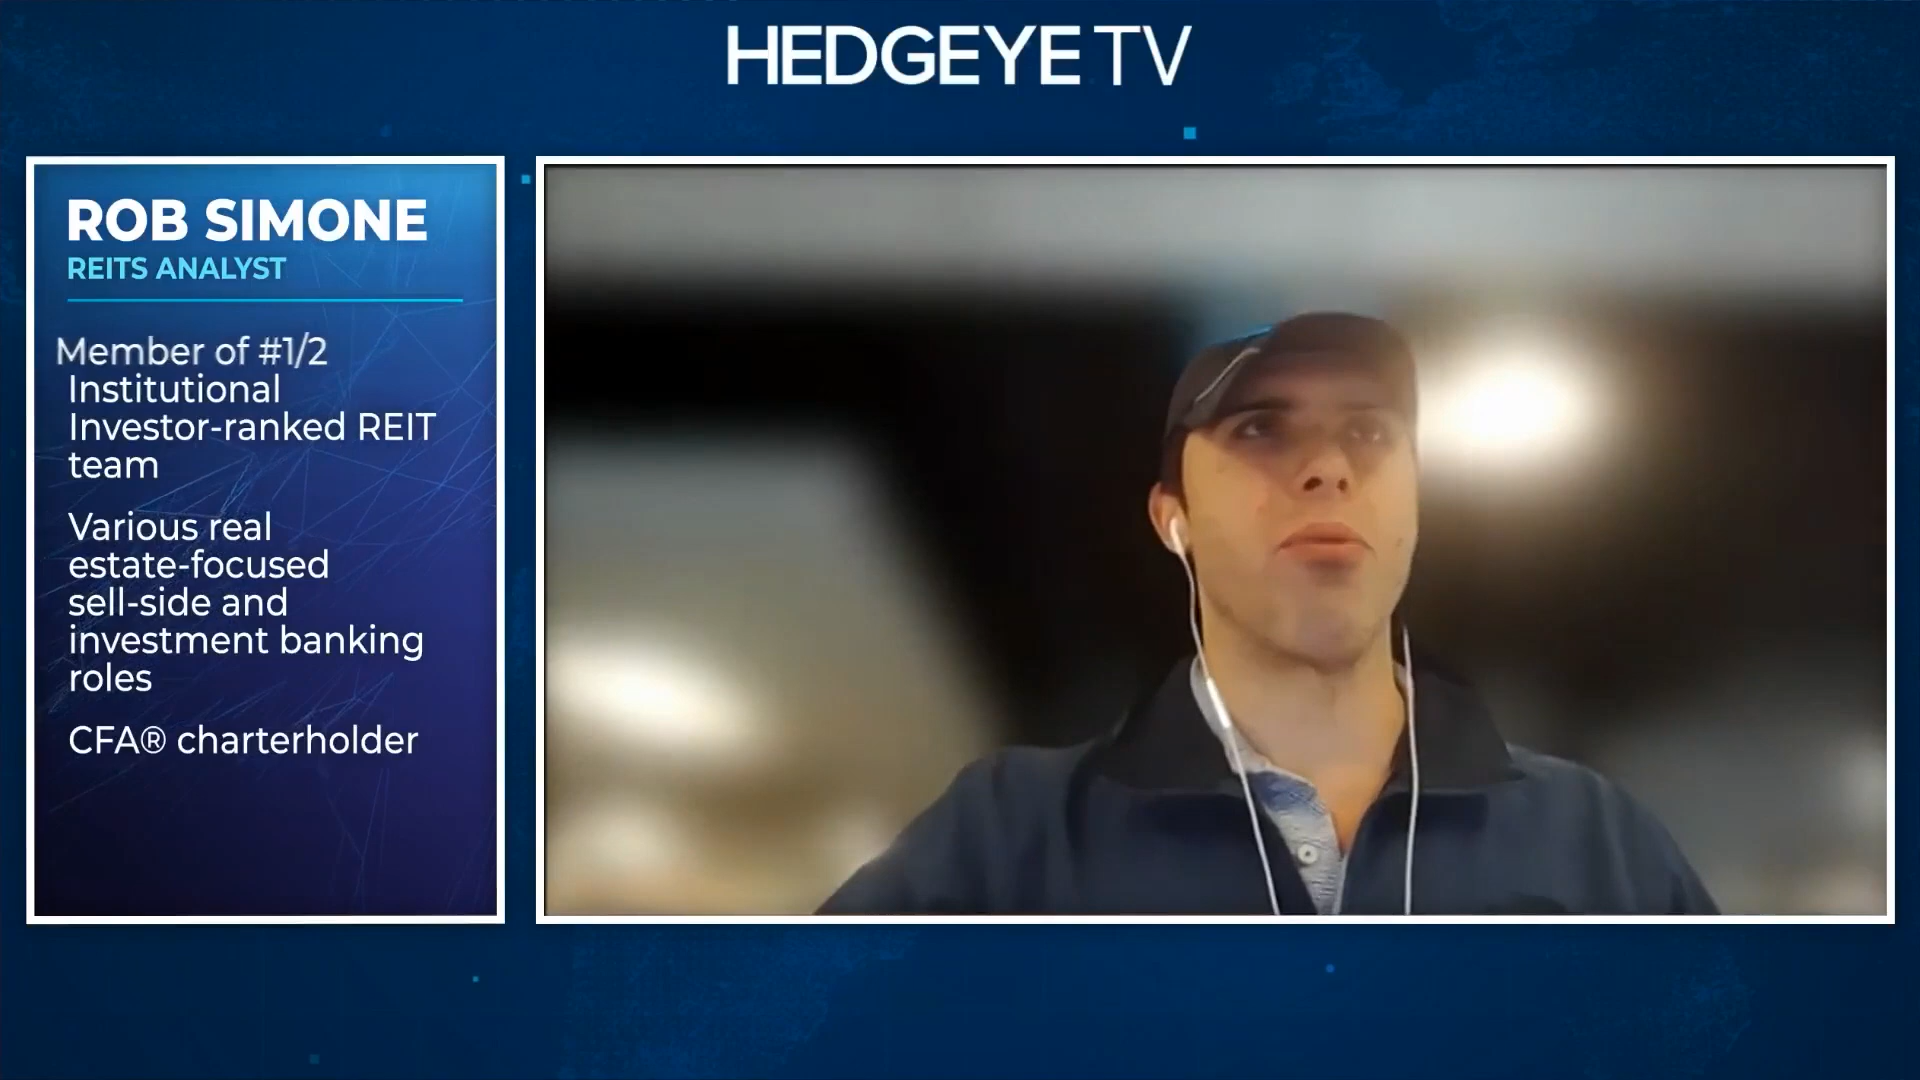 HEDGEYE TV
ROB SIMONE
REITS ANALYST
Member of #1/2
Institutional
Investor-ranked REIT
team
Various real
estate-focused
sell-side and
investment banking
roles
CFA® charterholder